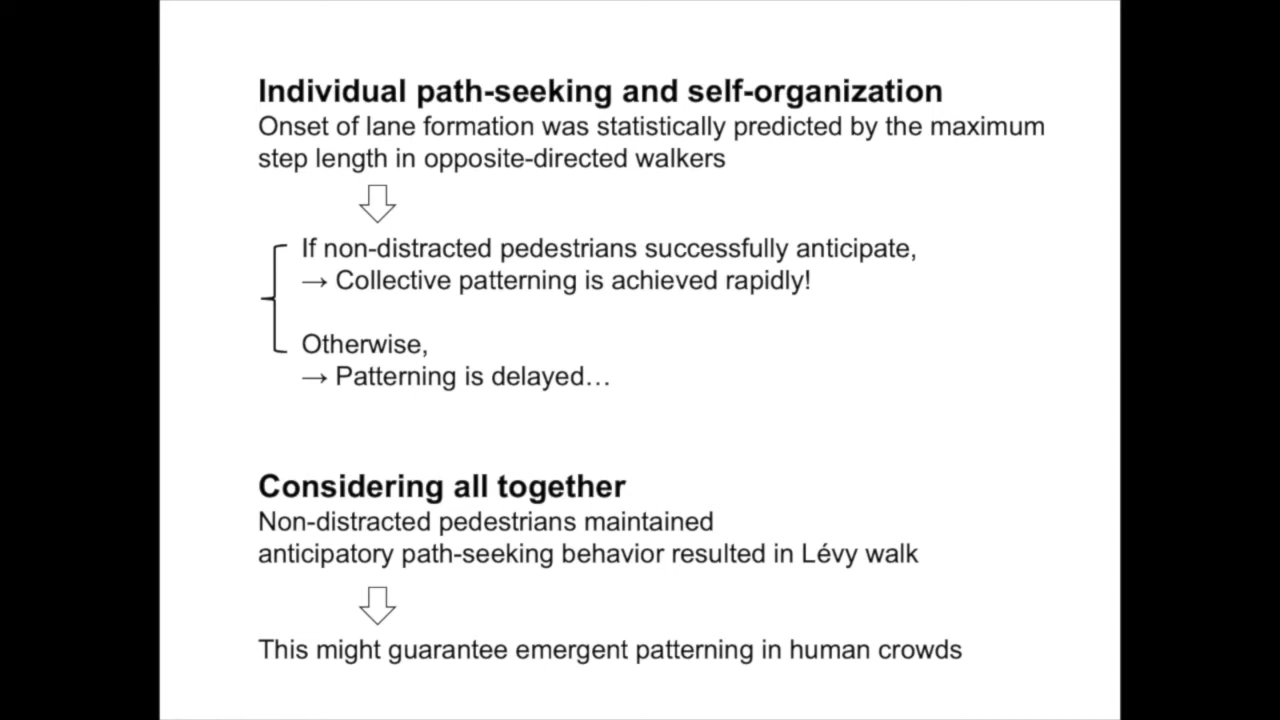 Individual path-seeking and self-organization
Onset of lane formation was statistically predicted by the maximum
step length in opposite-directed walkers
If non-distracted pedestrians successfully anticipate,
→ Collective patterning is achieved rapidly!
Otherwise,
→ Patterning is delayed…
Considering all together
Non-distracted pedestrians maintained
anticipatory path-seeking behavior resulted in Lévy walk
This might guarantee emergent patterning in human crowds